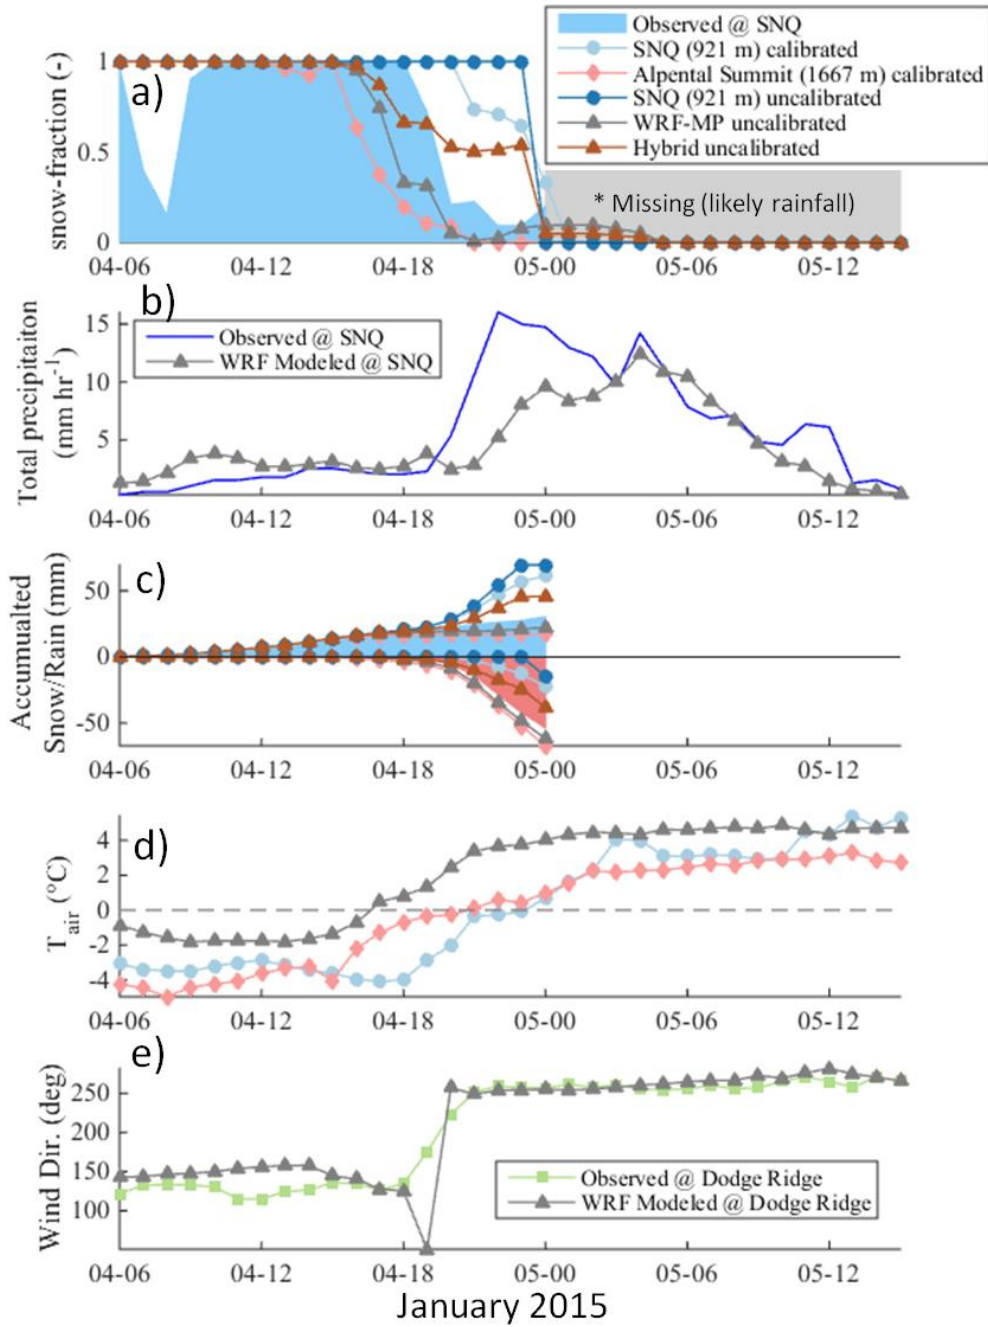 Observed @ SNQ
SNQ (921 m) calibrated
Alpental Summit (1667 m) calibrated
SNQ (921 m) uncalibrated
WRF-MP uncalibrated
Hybrid uncalibrated
a)
snow-fraction (-)
1
0.5
0
* Missing (likely rainfall)
04-06 04-12 04-18 05-00 05-06 05-12
b)
Total precipitaiton
(mm hr-1)
15
10
5
Observed @ SNQ
WRF Modeled @ SNQ
04-06 04-12 04-18 05-00 05-06 05-12
c)
Accumualted
Snow/Rain (mm)
50
0
-50
04-06 04-12 04-18 05-00 05-06 05-12
d)
Tair (°C)
4
2
0
-2
-4
04-06 04-12 04-18 05-00 05-06 05-12
e)
Wind Dir. (deg)
250
200
150
100
Observed @ Dodge Ridge
WRF Modeled @ Dodge Ridge
04-06 04-12 04-18 05-00 05-06 05-12
January 2015